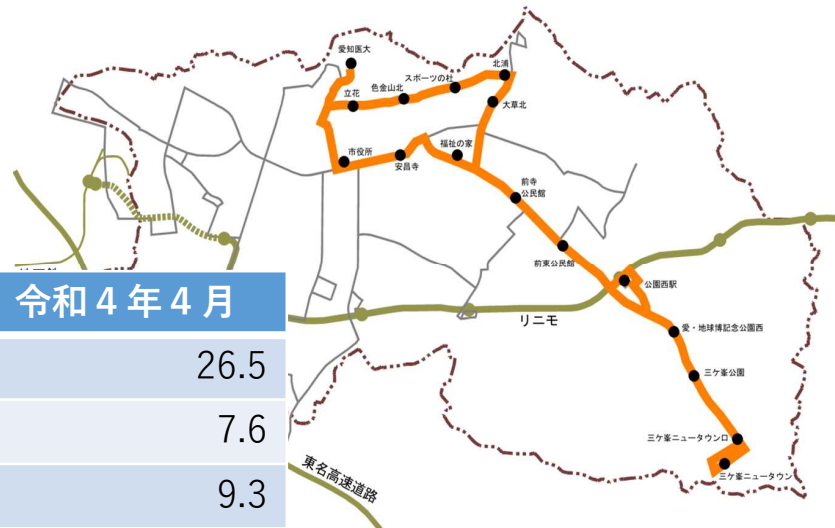 愛知医大
北浦
スポーツの杜
色金山北
立花
大草北
福祉の家
市役所
安昌寺
前寺
公民館
前東公民館
公園西駅
令和４年４月
リニモ
愛・地球博記念公園西
26.5
三ケ峯公園
7.6
三ケ峯ニュータウン口
東名高速道路
三ケ峯ニュータウン
9.3